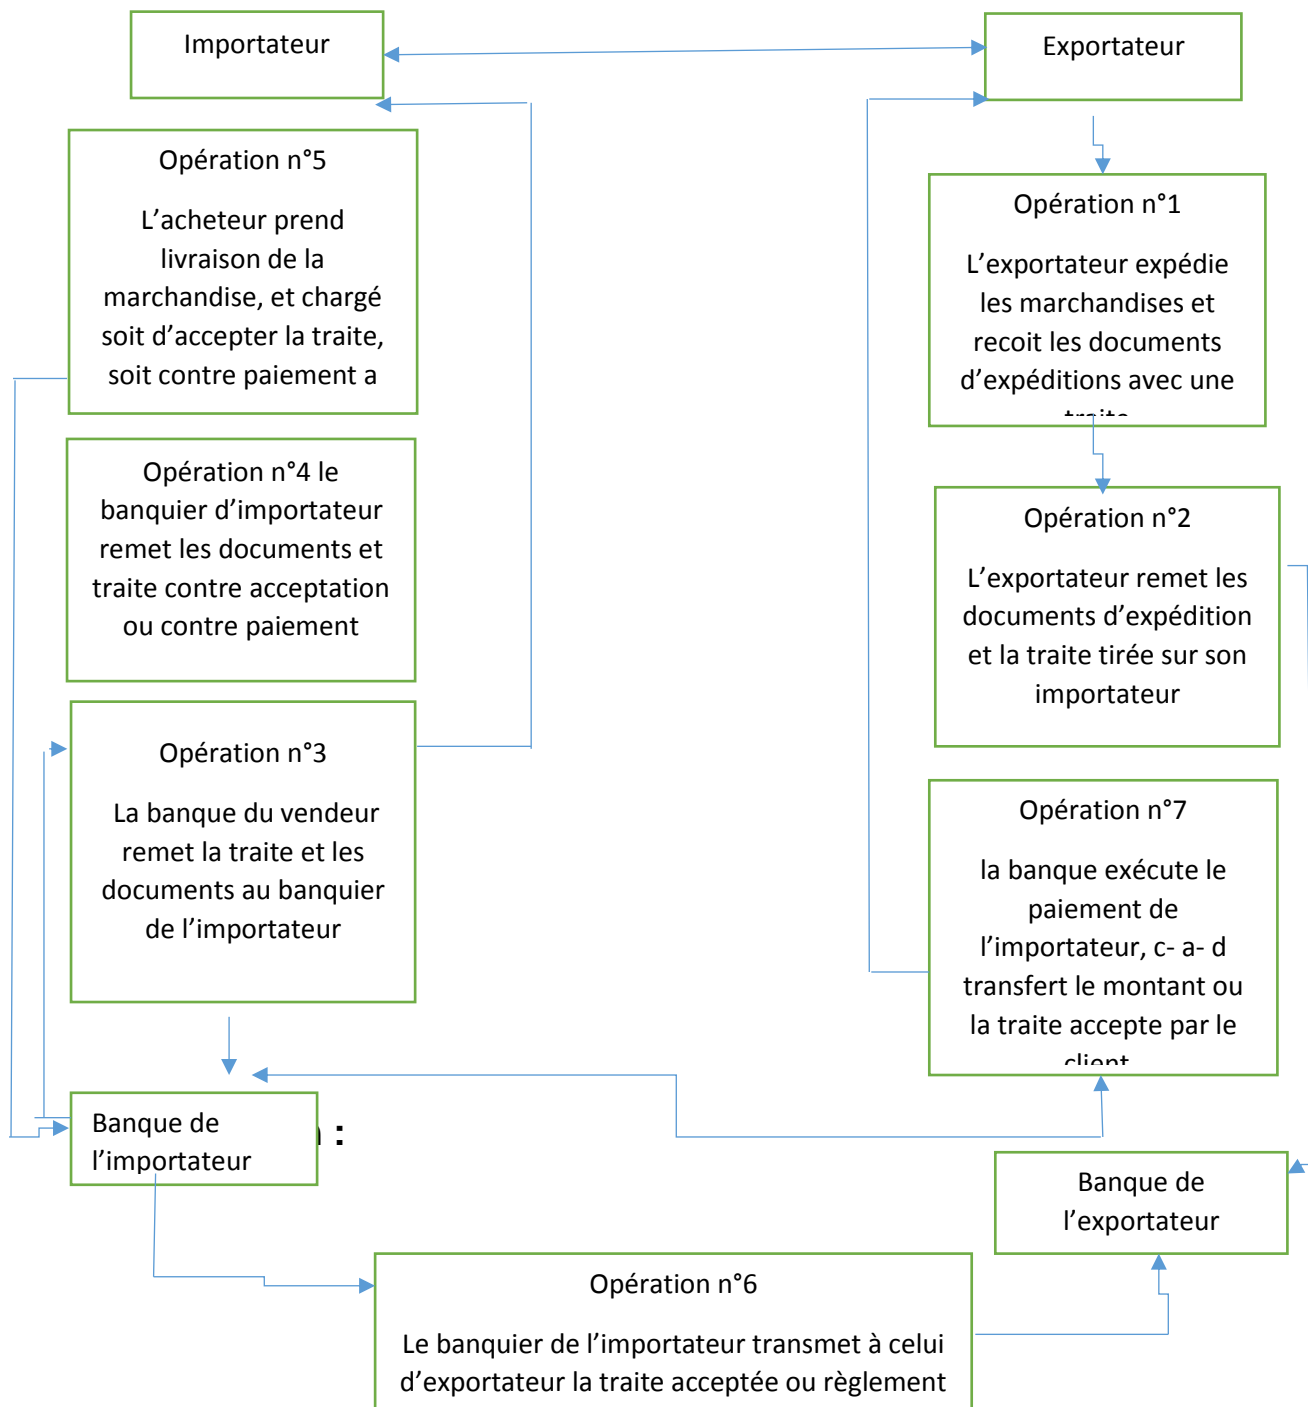 Importateur
Exportateur
Opération n°5
L’acheteur prend
livraison de la
marchandise, et chargé
soit d’accepter la traite,
soit contre paiement a
Opération n°1
L’exportateur expédie
les marchandises et
recoit les documents
d’expéditions avec une
traite
Opération n°4 le
banquier d’importateur
remet les documents et
traite contre acceptation
ou contre paiement
Opération n°2
L’exportateur remet les
documents d’expédition
et la traite tirée sur son
importateur
Opération n°3
La banque du vendeur
remet la traite et les
documents au banquier
de l’importateur
Opération n°7
la banque exécute le
paiement de
l’importateur, c- a- d
transfert le montant ou
la traite accepte par le
client
Banque de
l’importateur
:
Banque de
l’exportateur
Opération n°6
Le banquier de l’importateur transmet à celui
d’exportateur la traite acceptée ou règlement